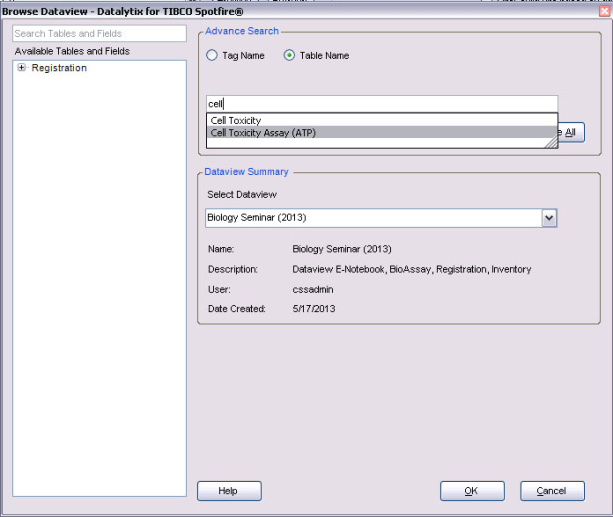 Browse Dataview - Datalytix for TIBCO Spotfire®
Search Tables and Fields
Available Tables and Fields
Registration
Advance Search
Tag Name
Table Name
cell
Cell Toxicity
Cell Toxicity Assay (ATP)
All
Dataview Summary
Select Dataview
Biology Seminar (2013)
Name: Biology Seminar (2013)
Description: Dataview E-Notebook, BioAssay, Registration, Inventory
User: cssadmin
Date Created: 5/17/2013
Help
OK
Cancel